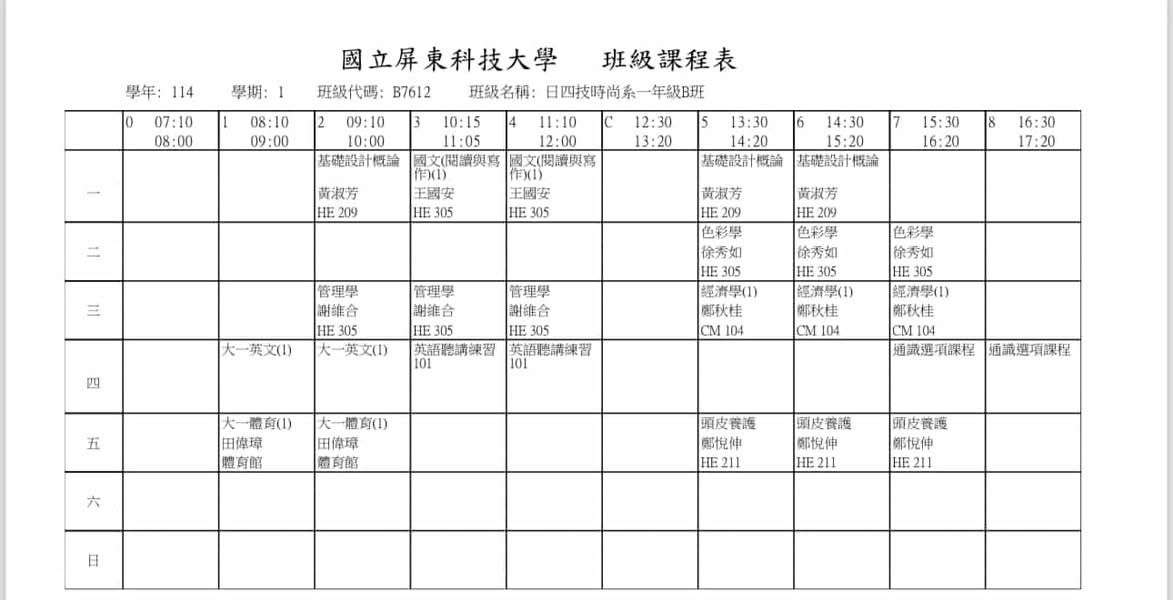 國立屏東科技大學 班級課程表
學年: 114 學期: 1 班級代碼: B7612 班級名稱: 日四技時尚系一年級B班
0 07:10 1 08:10 2 09:10 3 10:15 4 11:10 C 12:30 5 13:30 6 14:30 7 15:30 8 16:30
08:00 09:00 10:00 11:05 12:00 13:20 14:20 15:20 16:20 17:20
一
基礎設計概論
黃淑芳
HE 209
國文(閱讀與寫
作)(1)
王國安
HE 305
國文(閱讀與寫
作)(1)
王國安
HE 305
基礎設計概論
黃淑芳
HE 209
基礎設計概論
黃淑芳
HE 209
二
色彩學
徐秀如
HE 305
色彩學
徐秀如
HE 305
色彩學
徐秀如
HE 305
三
管理學
謝維合
HE 305
管理學
謝維合
HE 305
管理學
謝維合
HE 305
經濟學(1)
鄭秋桂
CM 104
經濟學(1)
鄭秋桂
CM 104
經濟學(1)
鄭秋桂
CM 104
四
大一英文(1)
大一英文(1)
英語聽講練習
101
英語聽講練習
101
通識選項課程
通識選項課程
五
大一體育(1)
田偉璋
體育館
大一體育(1)
田偉璋
體育館
頭皮養護
鄭悅伸
HE 211
頭皮養護
鄭悅伸
HE 211
頭皮養護
鄭悅伸
HE 211
六
日